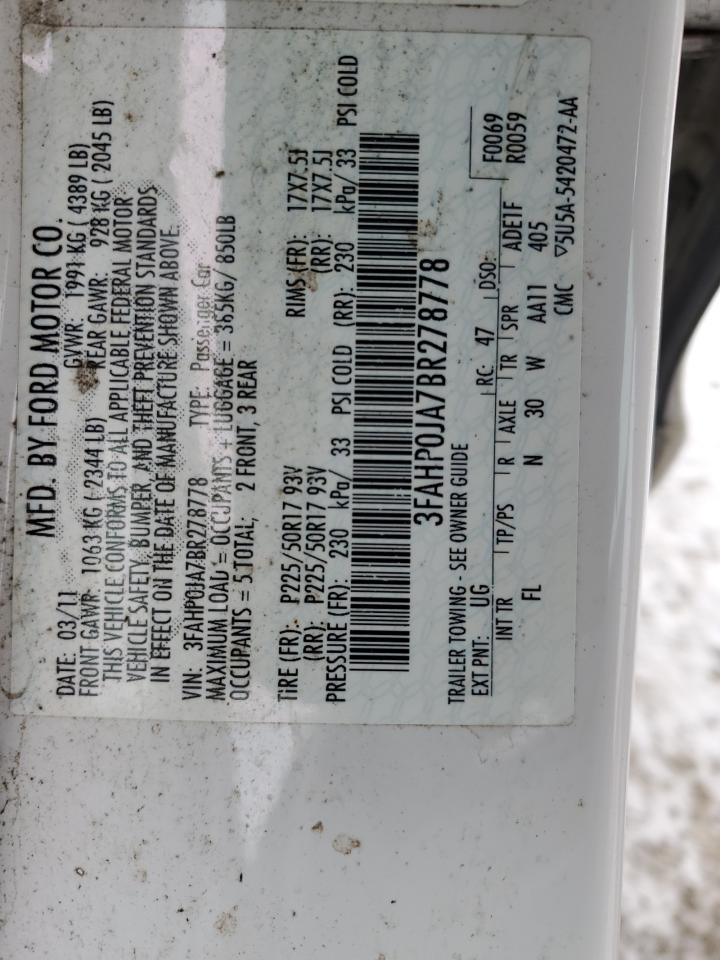 MFD. BY FORD MOTOR CO.
DATE: 03/11 GVWR: 1991 KG ( 4389 LB)
FRONT GAWR: 1063 KG ( 2344 LB) REAR GAWR: 928 KG ( 2045 LB)
THIS VEHICLE CONFORMS TO ALL APPLICABLE FEDERAL MOTOR
VEHICLE SAFETY, BUMPER, AND THEFT PREVENTION STANDARDS
IN EFFECT ON THE DATE OF MANUFACTURE SHOWN ABOVE.
VIN: 3FAHP0JA7BR278778 TYPE: Passenger Car
MAXIMUM LOAD = OCCUPANTS + LUGGAGE = 365KG/ 850LB
OCCUPANTS = 5 TOTAL, 2 FRONT, 3 REAR
TIRE (FR): P225/50R17 93V RIMS (FR): 17X7.5J
(RR): P225/50R17 93V (RR): 17X7.5J
PRESSURE (FR): 230 kPa/ 33 PSI COLD (RR): 230 kPa/ 33 PSI COLD
3FAHP0JA7BR278778
TRAILER TOWING - SEE OWNER GUIDE
F0069
EXT PNT: UG RC: 47 DSO: R0059
INT TR TP/PS R AXLE TR SPR ADE1F
FL N 30 W AA11 405
CMC ▽5U5A-5420472-AA